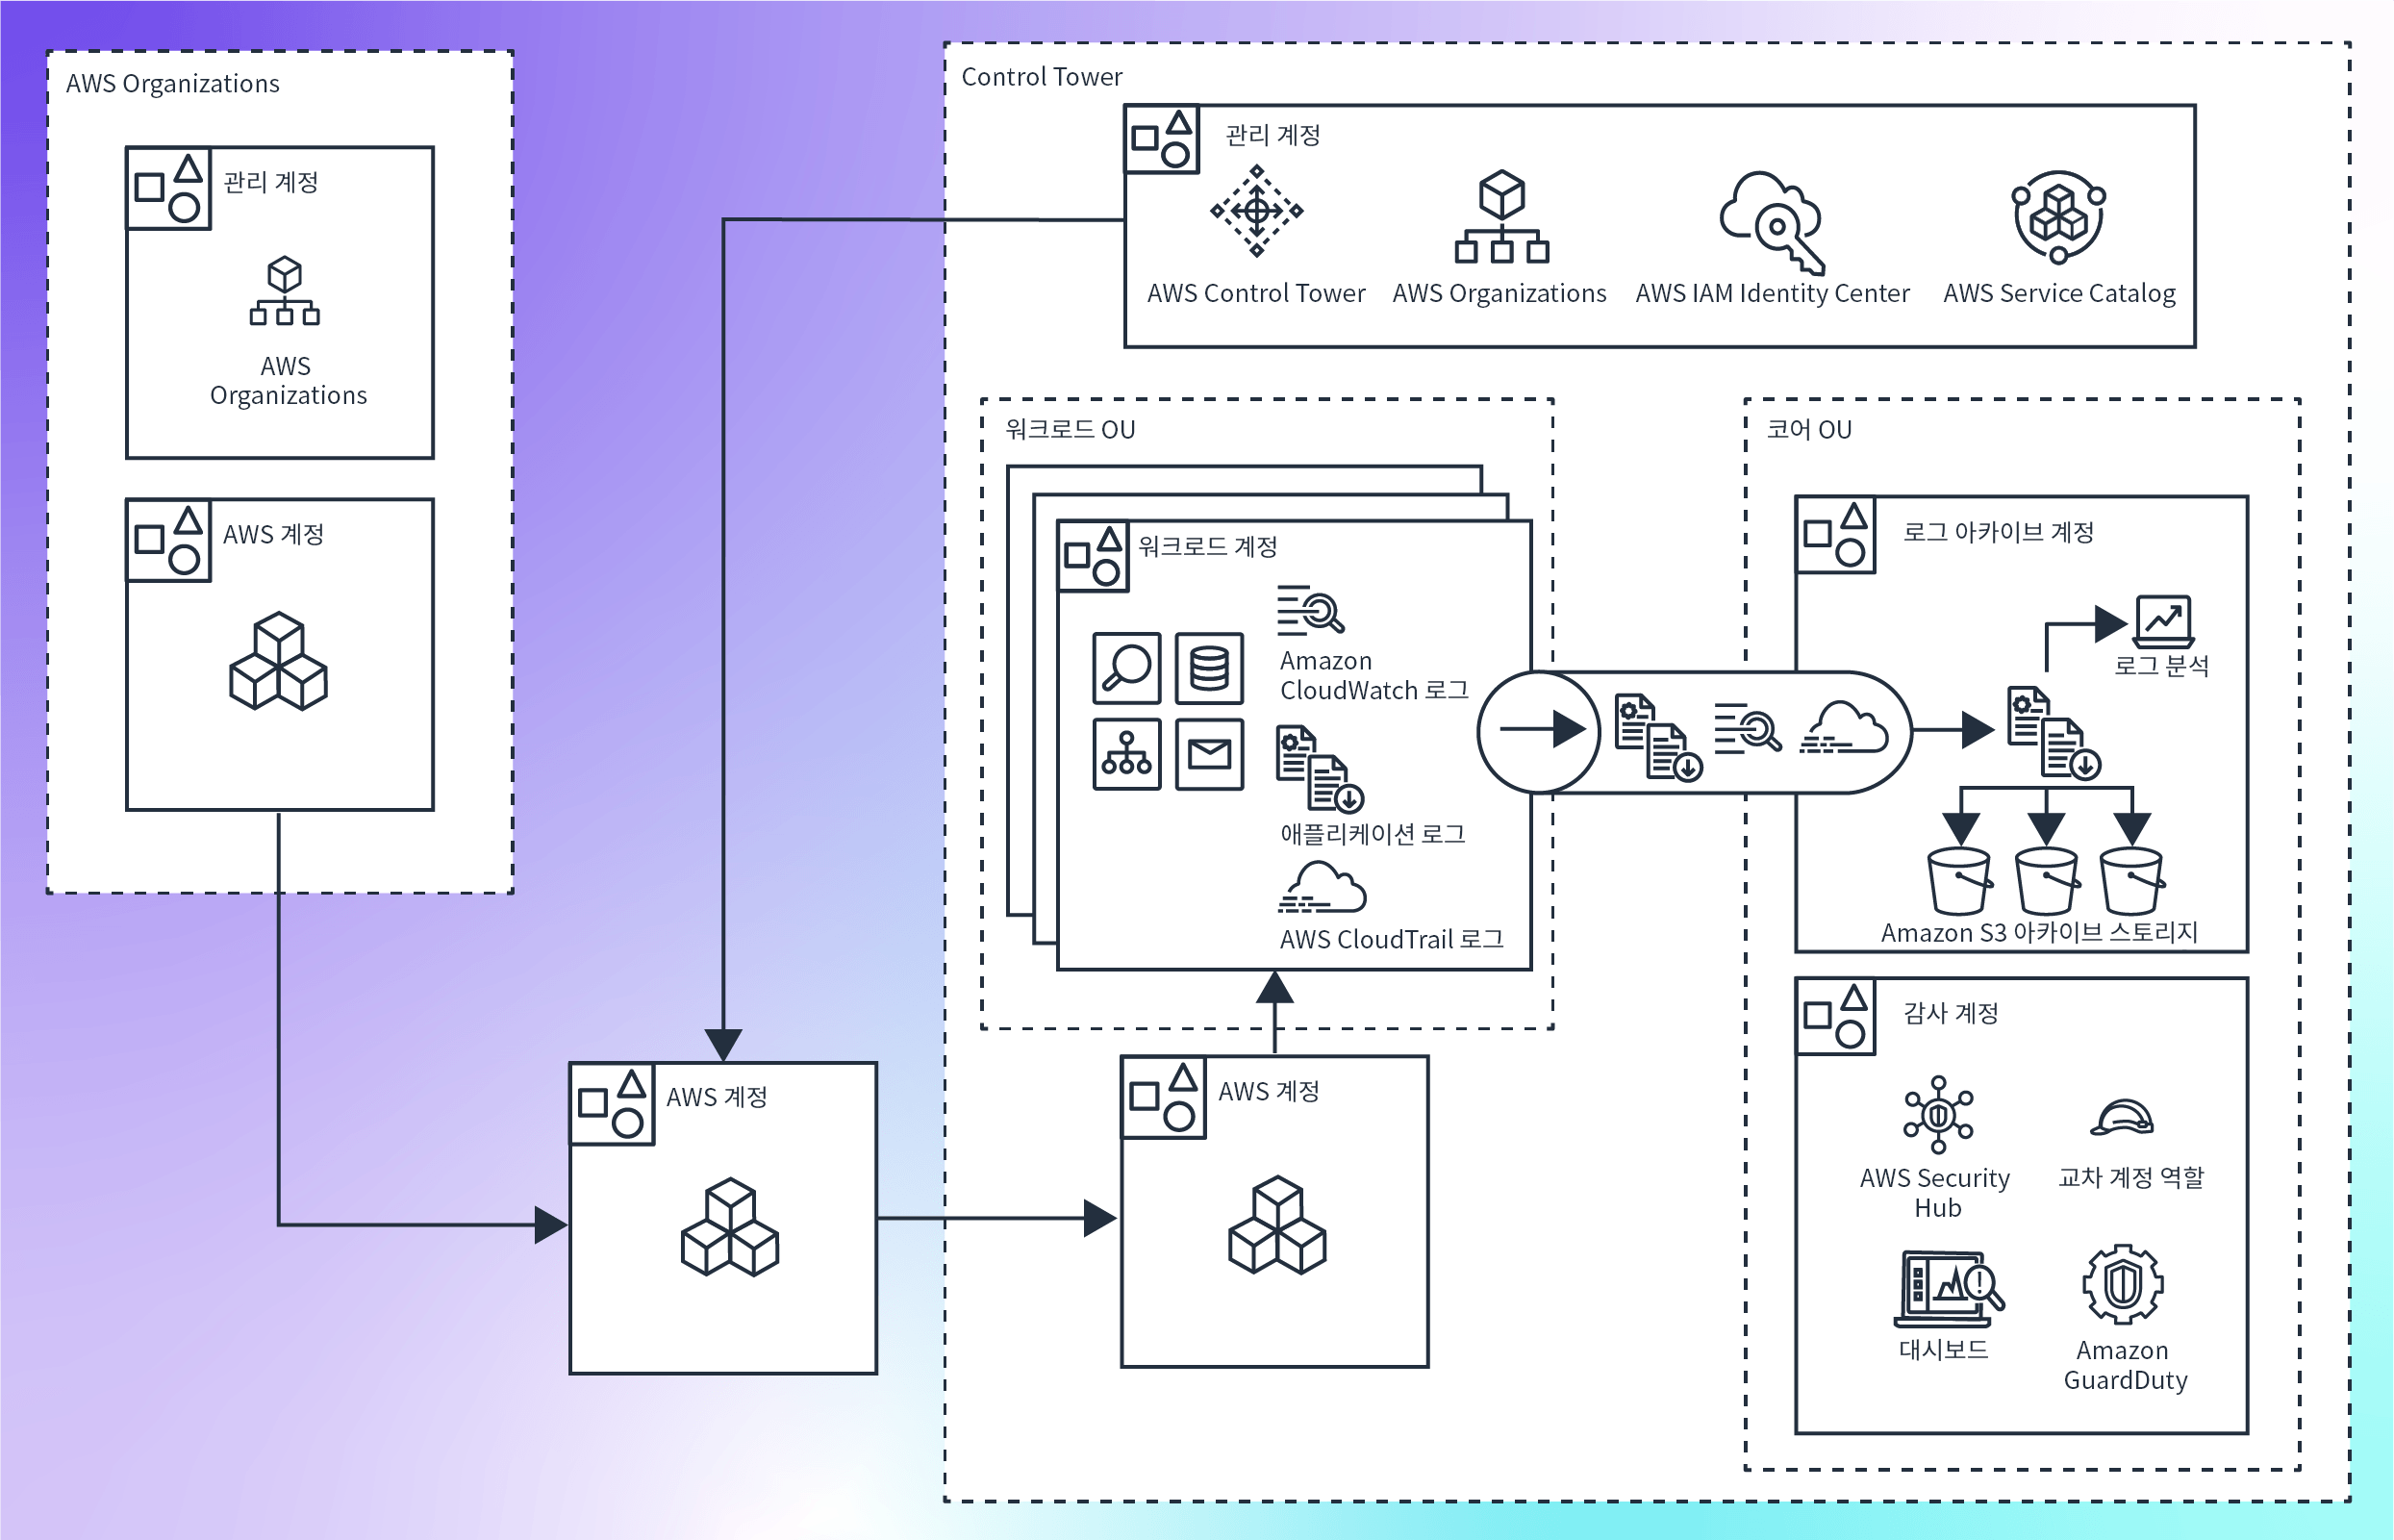 AWS Organizations
관리 계정
AWS
Organizations
AWS 계정
Control Tower
관리 계정
AWS Control Tower
AWS Organizations
AWS IAM Identity Center
AWS Service Catalog
워크로드 OU
워크로드 계정
Amazon
CloudWatch 로그
애플리케이션 로그
AWS CloudTrail 로그
코어 OU
로그 아카이브 계정
로그 분석
Amazon S3 아카이브 스토리지
감사 계정
AWS Security
Hub
교차 계정 역할
대시보드
Amazon
GuardDuty
AWS 계정
AWS 계정